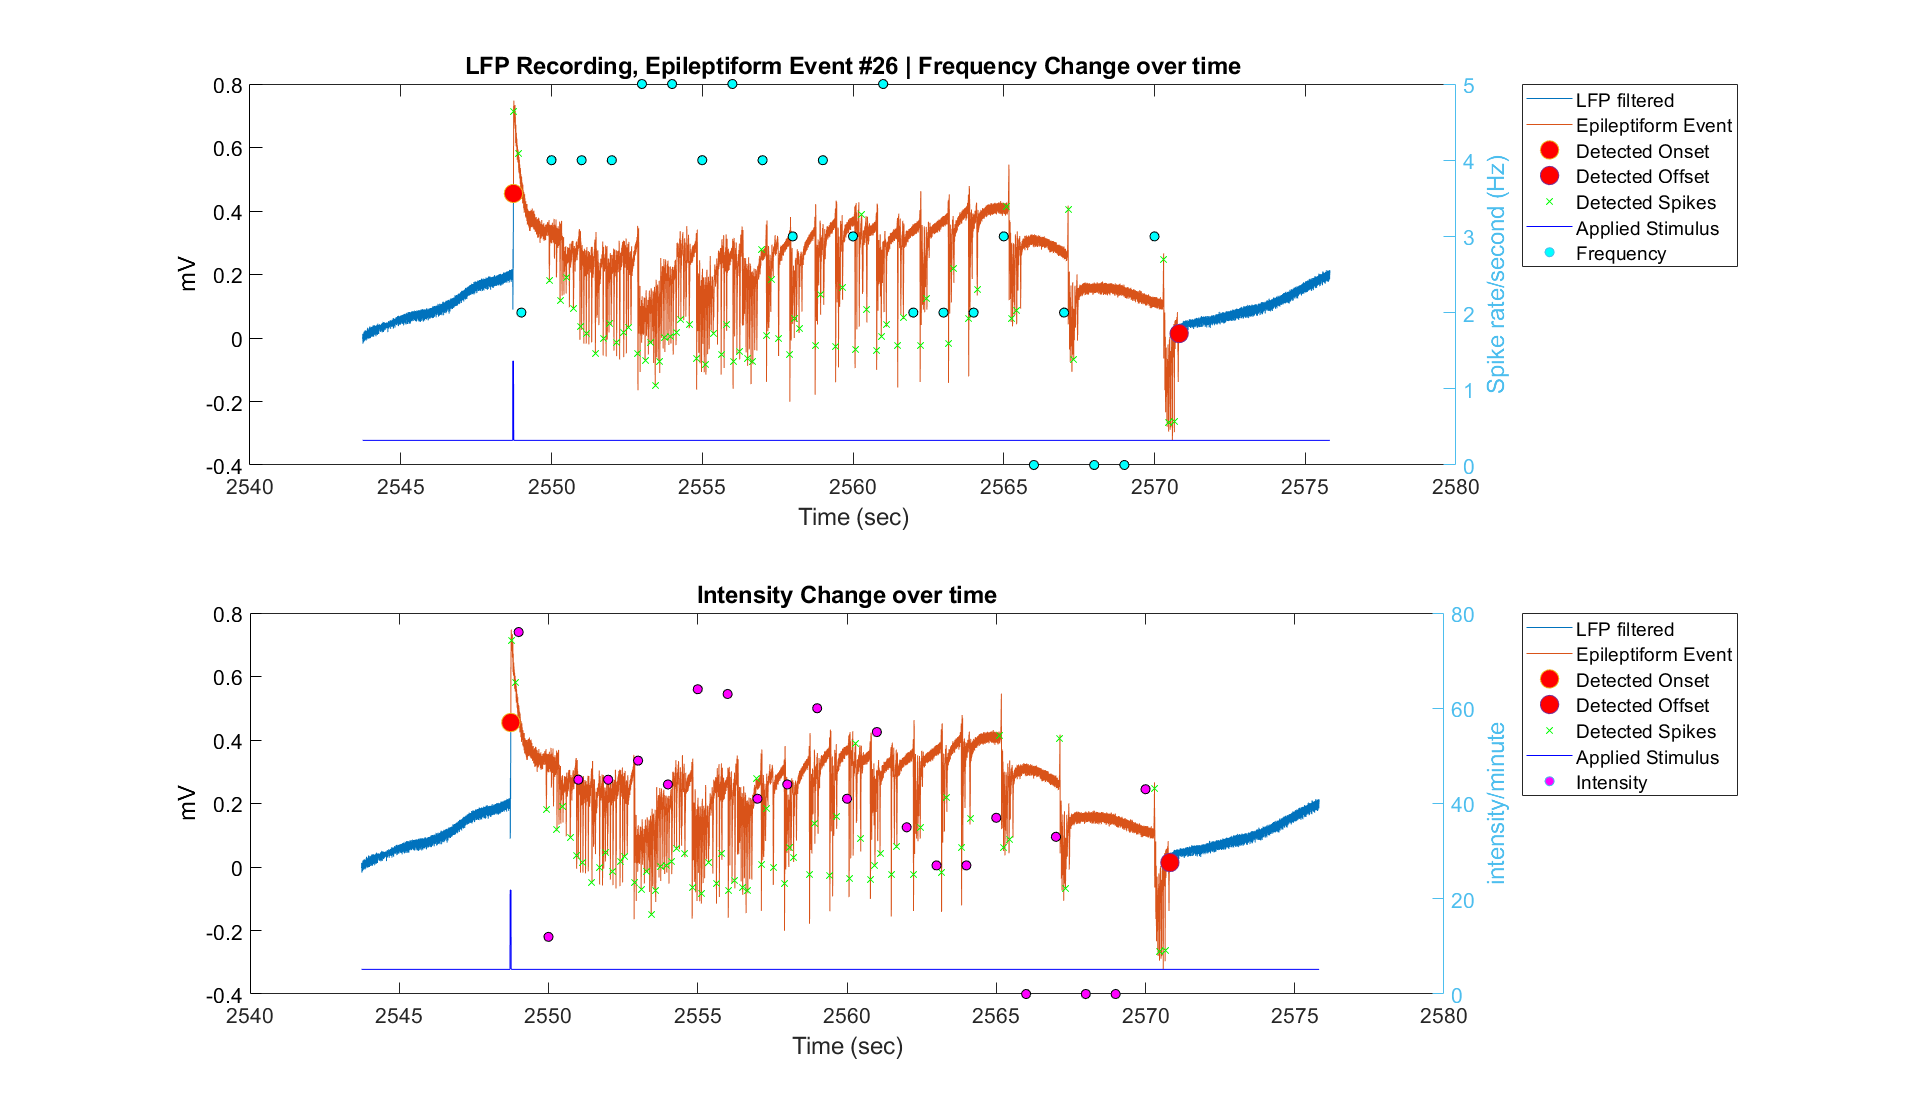 LFP Recording, Epileptiform Event #26 | Frequency Change over time
0.8
0.6
0.4
0.2
0
-0.2
-0.4
mV
5
4
3
2
1
0
Spike rate/second (Hz)
2540 2545 2550 2555 2560 2565 2570 2575 2580
Time (sec)
LFP filtered
Epileptiform Event
Detected Onset
Detected Offset
Detected Spikes
Applied Stimulus
Frequency
Intensity Change over time
0.8
0.6
0.4
0.2
0
-0.2
-0.4
mV
80
60
40
20
0
intensity/minute
2540 2545 2550 2555 2560 2565 2570 2575 2580
Time (sec)
LFP filtered
Epileptiform Event
Detected Onset
Detected Offset
Detected Spikes
Applied Stimulus
Intensity